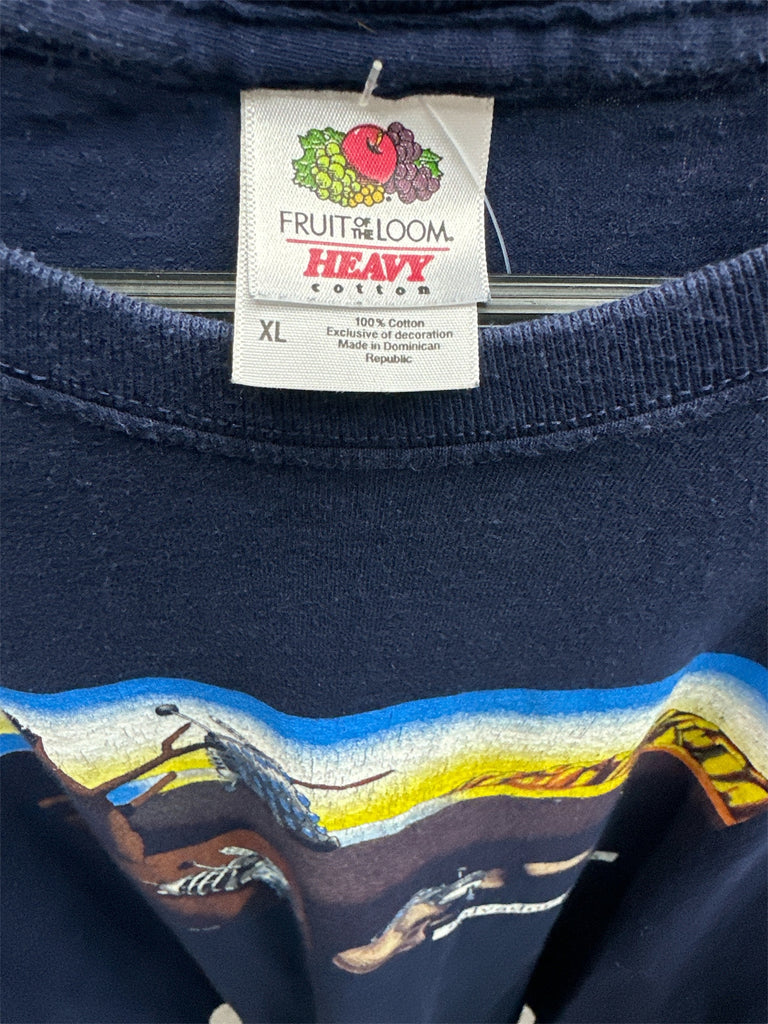 FRUIT OF THE LOOM.
HEAVY
cotton
XL
100% Cotton
Exclusive of decoration
Made in Dominican
Republic